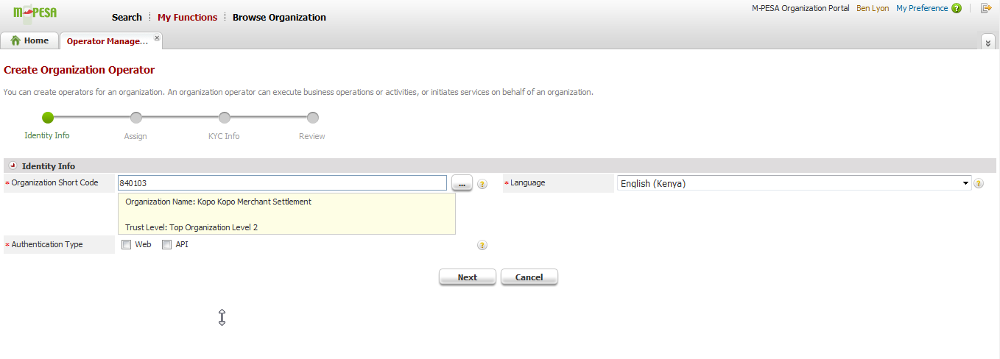 M-PESA
Search
My Functions
Browse Organization
M-PESA Organization Portal Ben Lyon My Preference ?
Home
Operator Manage...
Create Organization Operator
You can create operators for an organization. An organization operator can execute business operations or activities, or initiates services on behalf of an organization.
Identity Info
Assign
KYC Info
Review
Identity Info
* Organization Short Code 840103 ... ? * Language English (Kenya) ?
Organization Name: Kopo Kopo Merchant Settlement
Trust Level: Top Organization Level 2
* Authentication Type Web API ?
Next Cancel